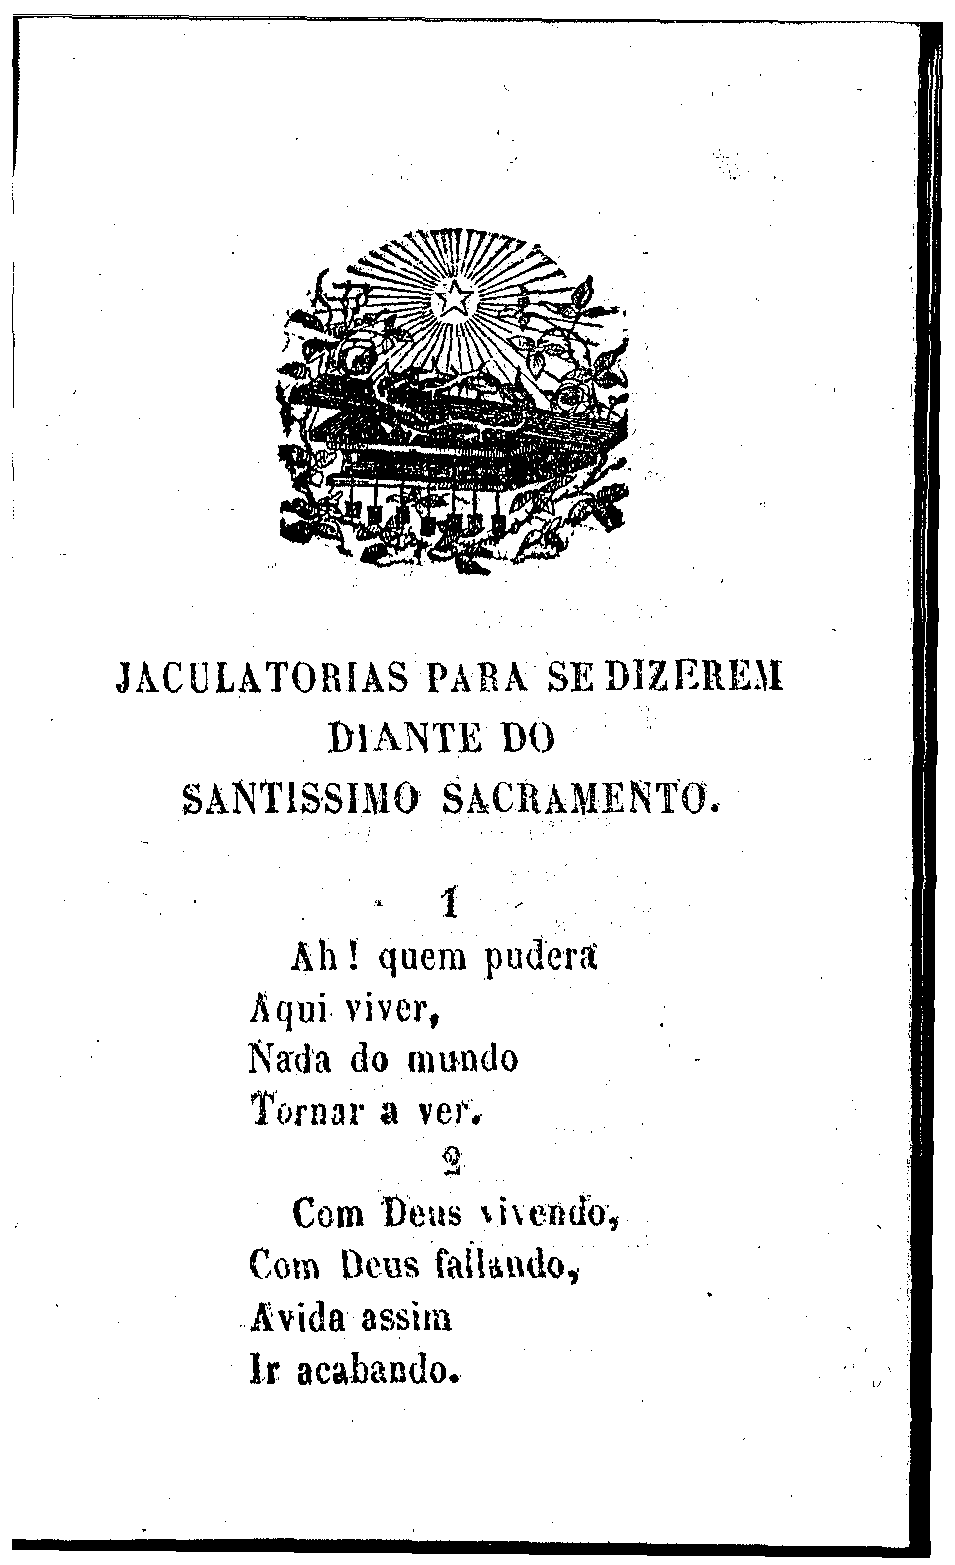 JACULATORIAS PARA SE DIZEREM
DIANTE DO
SANTISSIMO SACRAMENTO.
1
Ah! quem pudera
Aqui viver,
Nada do mundo
Tornar a ver.
2
Com Deus vivendo,
Com Deus fallando,
A vida assim
Ir acabando.